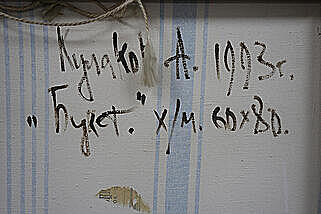 Кулаков А. 1993г.
"Букет." х/м. 60х80.